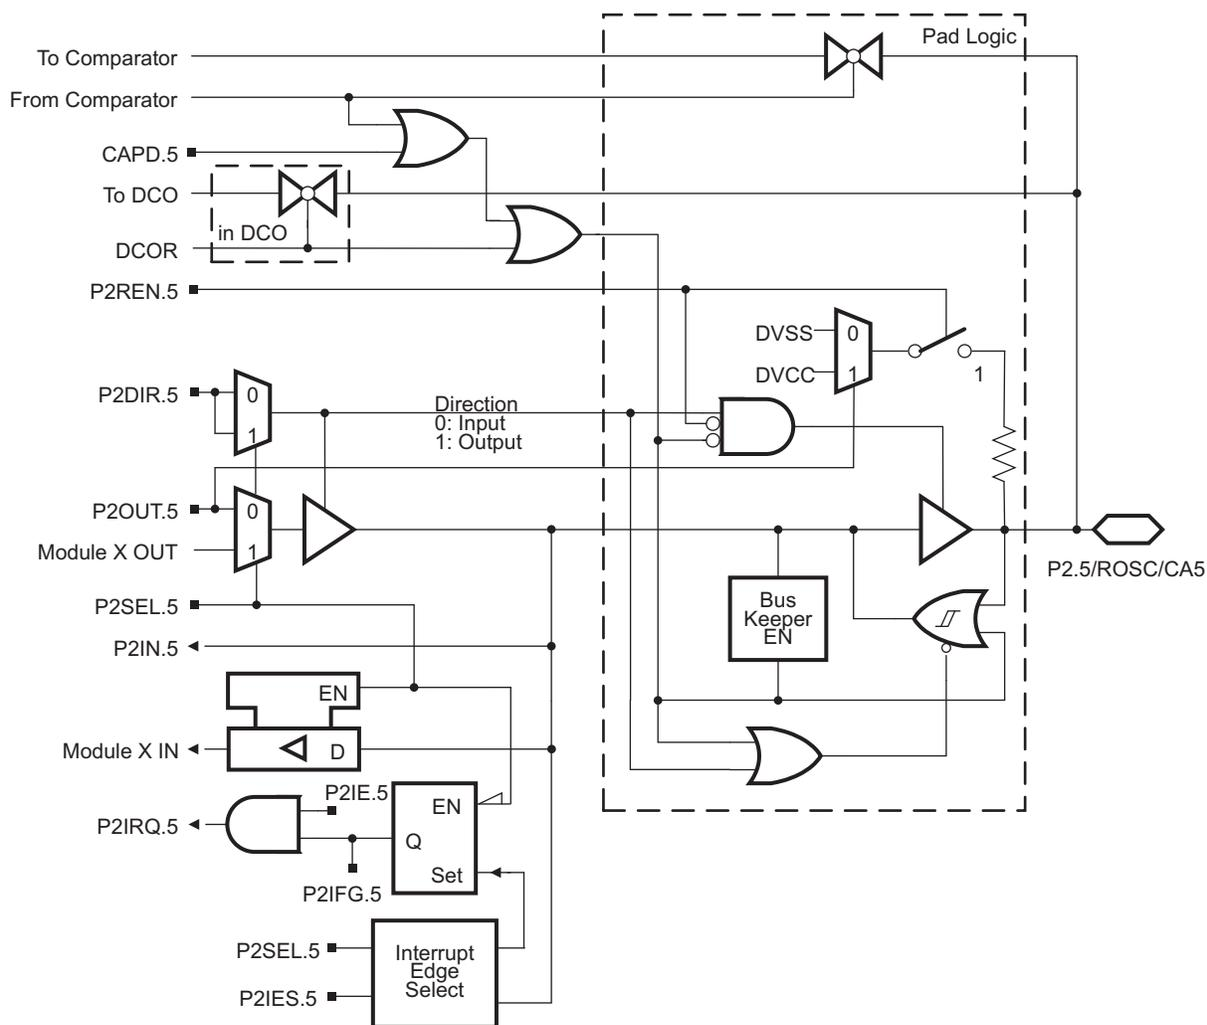 Pad Logic
To Comparator
From Comparator
CAPD.5
To DCO
in DCO
DCOR
P2REN.5
DVSS
0
DVCC
1
1
P2DIR.5
0
1
Direction
0: Input
1: Output
P2OUT.5
0
Module X OUT
1
P2.5/ROSC/CA5
P2SEL.5
Bus
Keeper
EN
P2IN.5
EN
Module X IN
D
P2IE.5
EN
P2IRQ.5
Q
Set
P2IFG.5
P2SEL.5
Interrupt
Edge
Select
P2IES.5